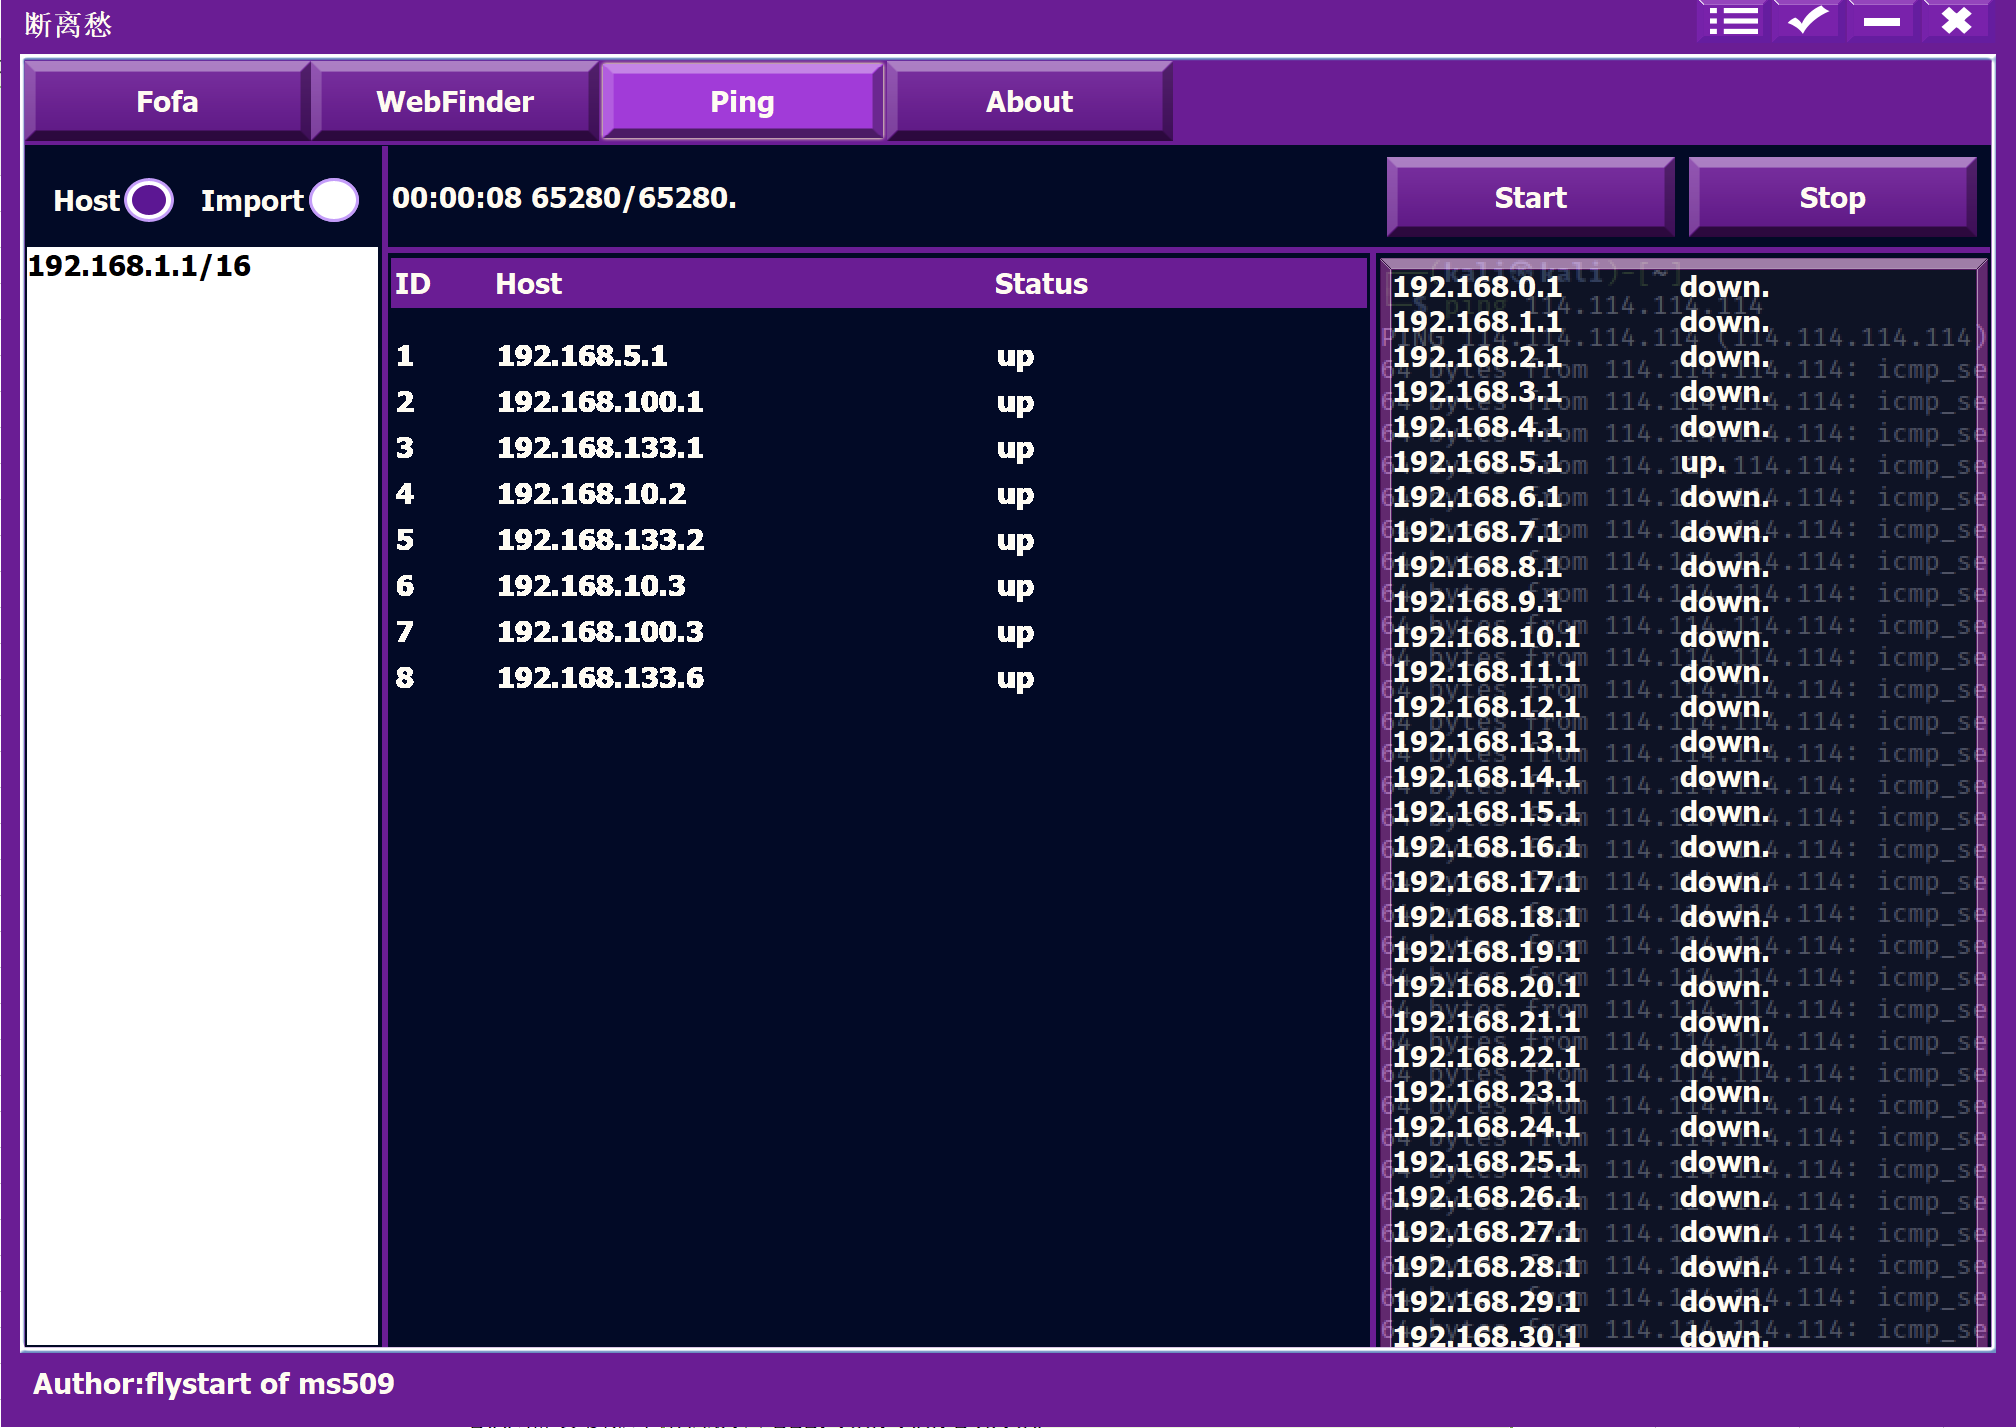 断离愁
Fofa WebFinder Ping About
Host Import 00:00:08 65280/65280. Start Stop
192.168.1.1/16
ID Host Status
1 192.168.5.1 up
2 192.168.100.1 up
3 192.168.133.1 up
4 192.168.10.2 up
5 192.168.133.2 up
6 192.168.10.3 up
7 192.168.100.3 up
8 192.168.133.6 up
192.168.0.1 down.
192.168.1.1 down.
192.168.2.1 down.
192.168.3.1 down.
192.168.4.1 down.
192.168.5.1 up.
192.168.6.1 down.
192.168.7.1 down.
192.168.8.1 down.
192.168.9.1 down.
192.168.10.1 down.
192.168.11.1 down.
192.168.12.1 down.
192.168.13.1 down.
192.168.14.1 down.
192.168.15.1 down.
192.168.16.1 down.
192.168.17.1 down.
192.168.18.1 down.
192.168.19.1 down.
192.168.20.1 down.
192.168.21.1 down.
192.168.22.1 down.
192.168.23.1 down.
192.168.24.1 down.
192.168.25.1 down.
192.168.26.1 down.
192.168.27.1 down.
192.168.28.1 down.
192.168.29.1 down.
192.168.30.1 down.
Author:flystart of ms509